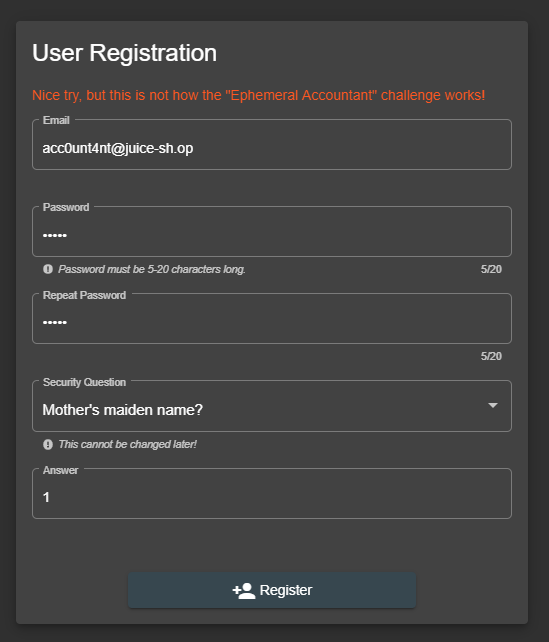 User Registration
Nice try, but this is not how the "Ephemeral Accountant" challenge works!
Email
acc0unt4nt@juice-sh.op
Password
•••••
Password must be 5-20 characters long.
5/20
Repeat Password
•••••
5/20
Security Question
Mother's maiden name?
This cannot be changed later!
Answer
1
Register